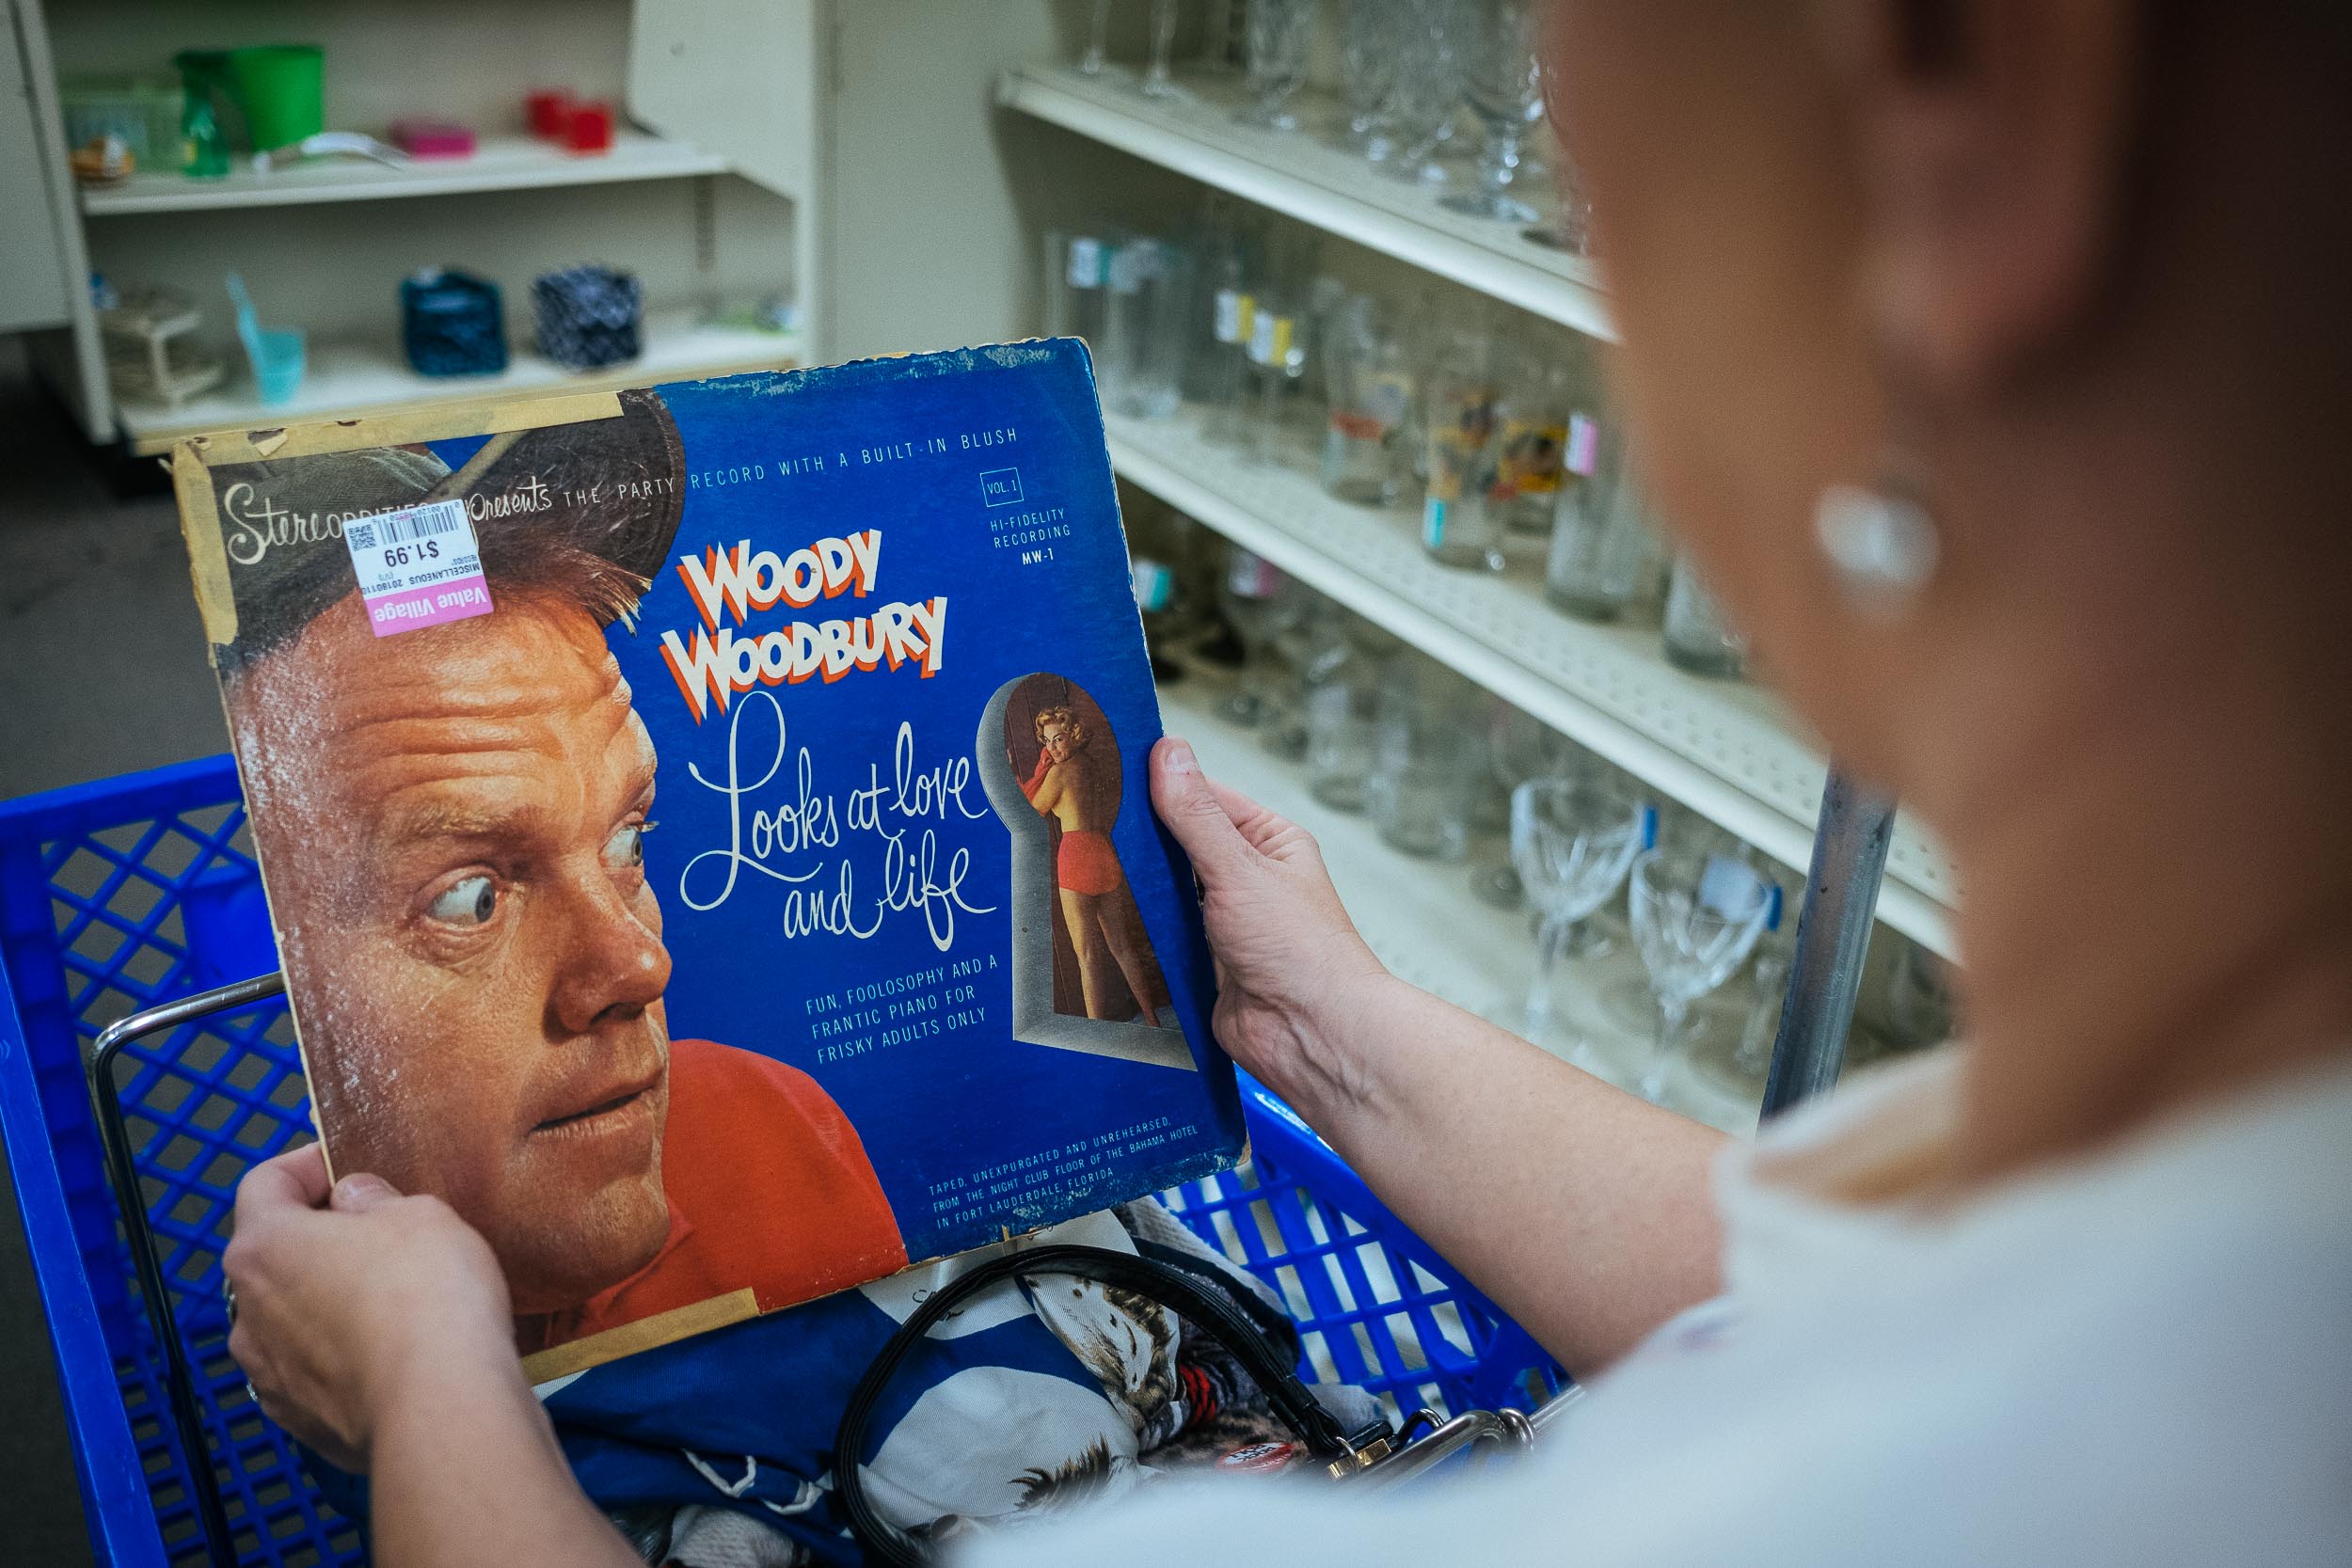 Stereoddities presents THE PARTY RECORD WITH A BUILT-IN BLUSH
VOL.1
HI-FIDELITY
RECORDING
MW-1
WOODY
WOODBURY
Looks at love
and life
FUN, FOOLOSOPHY AND A
FRANTIC PIANO FOR
FRISKY ADULTS ONLY
TAPED, UNEXPURGATED AND UNREHEARSED,
FROM THE NIGHT CLUB FLOOR OF THE BAHAMA HOTEL
IN FORT LAUDERDALE, FLORIDA
Value Village
MISCELLANEOUS
RECORDS
$1.99